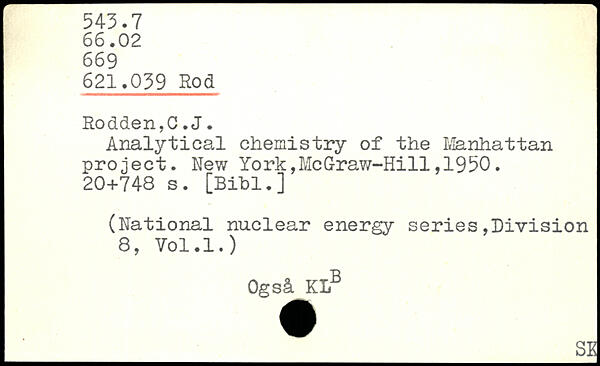 543.7
66.02
669
621.039 Rod
Rodden,C.J.
Analytical chemistry of the Manhattan
project. New York,McGraw-Hill,1950.
20+748 s. [Bibl.]
(National nuclear energy series,Division
8, Vol.1.)
Også KLB
SK